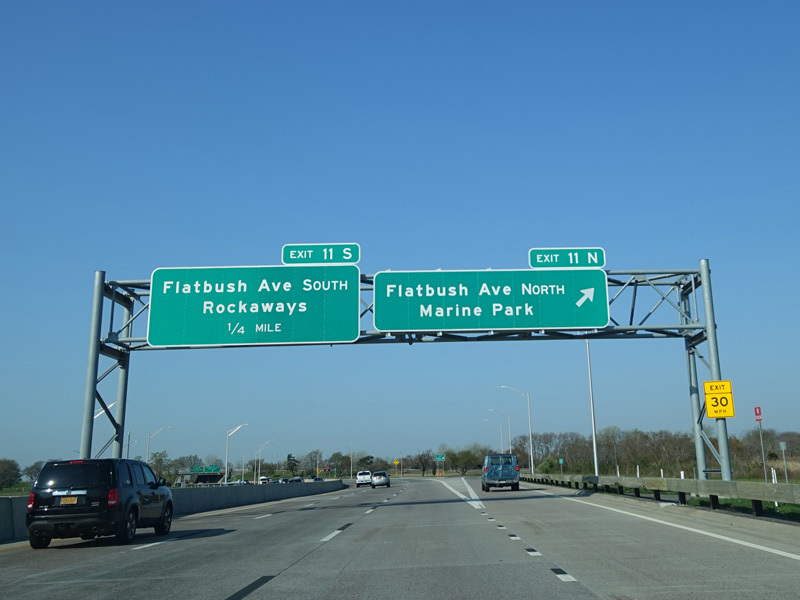 EXIT 11 S
Flatbush Ave SOUTH
Rockaways
1/4 MILE
EXIT 11 N
Flatbush Ave NORTH
Marine Park
EXIT
30
MPH